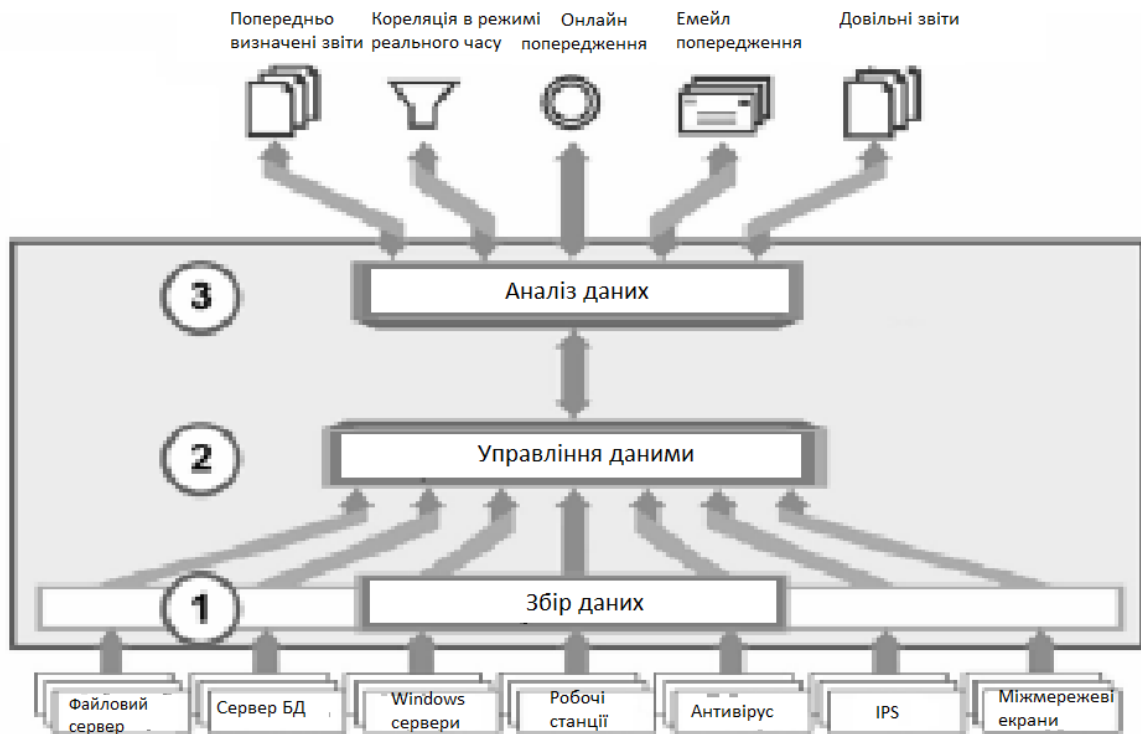 Попередньо
визначені звіти
Кореляція в режимі
реального часу
Онлайн
попередження
Емейл
попередження
Довільні звіти
3
Аналіз даних
2
Управління даними
1
Збір даних
Файловий
сервер
Сервер БД
Windows
сервери
Робочі
станції
Антивірус
IPS
Міжмережеві
екрани